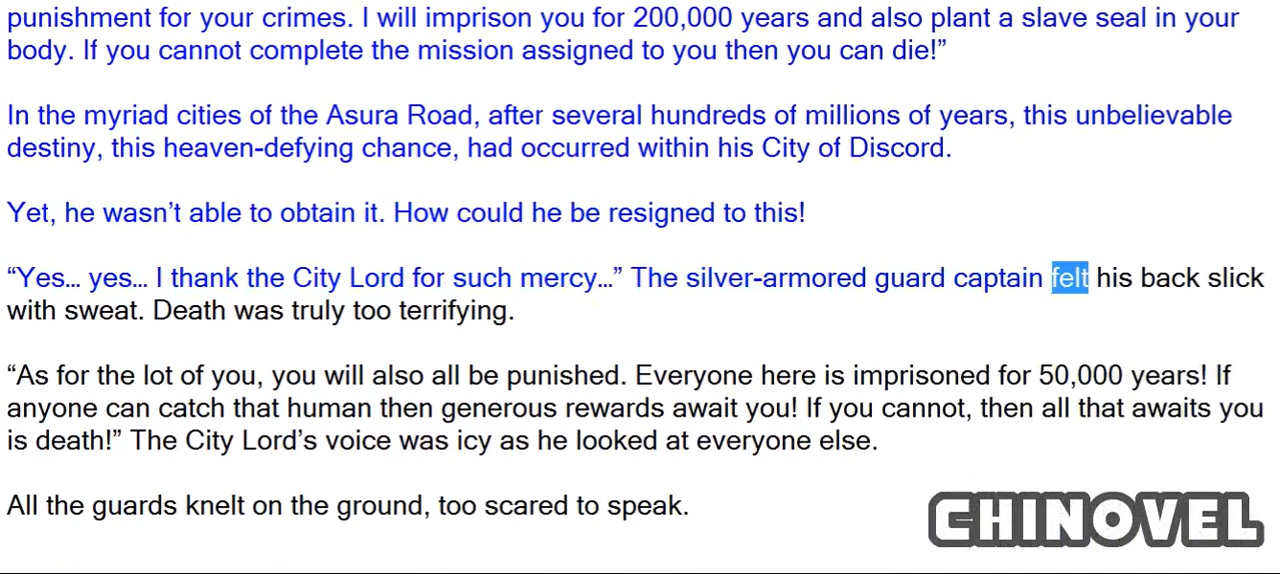 punishment for your crimes. I will imprison you for 200,000 years and also plant a slave seal in your
body. If you cannot complete the mission assigned to you then you can die!”
In the myriad cities of the Asura Road, after several hundreds of millions of years, this unbelievable
destiny, this heaven-defying chance, had occurred within his City of Discord.
Yet, he wasn’t able to obtain it. How could he be resigned to this!
“Yes… yes… I thank the City Lord for such mercy…” The silver-armored guard captain felt his back slick
with sweat. Death was truly too terrifying.
“As for the lot of you, you will also all be punished. Everyone here is imprisoned for 50,000 years! If
anyone can catch that human then generous rewards await you! If you cannot, then all that awaits you
is death!” The City Lord’s voice was icy as he looked at everyone else.
All the guards knelt on the ground, too scared to speak.
CHINOVEL